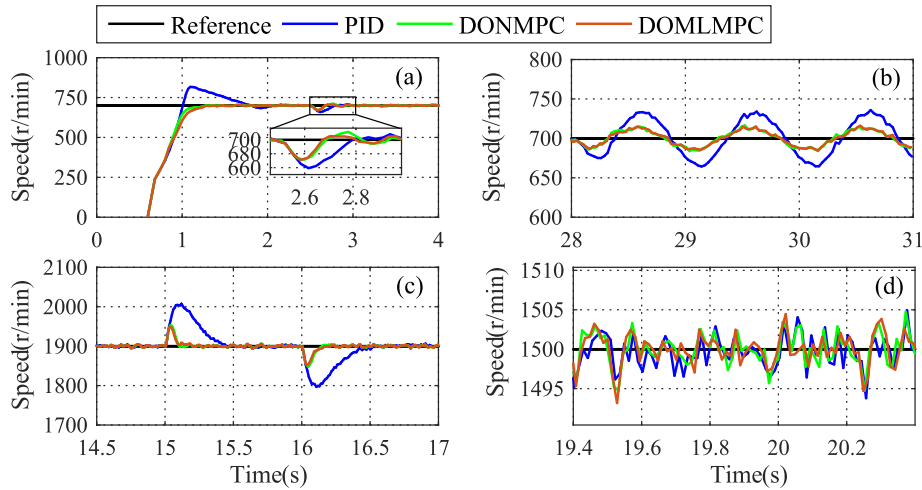 Reference PID DONMPC DOMLMPC
Speed(r/min)
1000
750
500
250
0
(a)
700
680
660
2.6 2.8
0 1 2 3 4
Speed(r/min)
800
750
700
650
600
(b)
28 29 30 31
Speed(r/min)
2100
2000
1900
1800
1700
(c)
14.5 15 15.5 16 16.5 17
Time(s)
Speed(r/min)
1510
1505
1500
1495
(d)
19.4 19.6 19.8 20 20.2
Time(s)